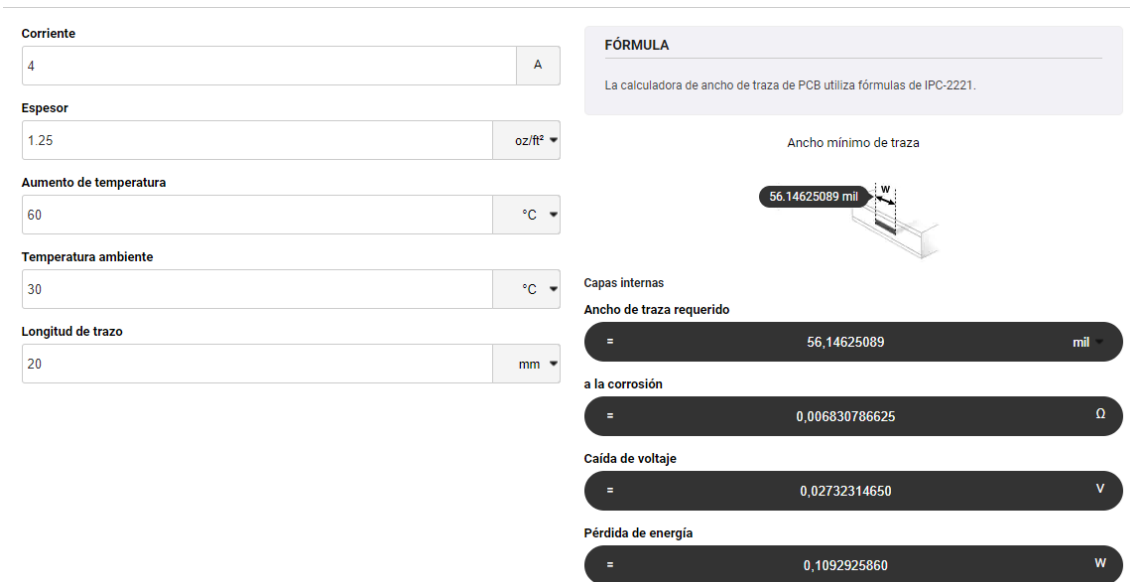 Corriente
4 A
Espesor
1.25 oz/ft²
Aumento de temperatura
60 °C
Temperatura ambiente
30 °C
Longitud de trazo
20 mm
FÓRMULA
La calculadora de ancho de traza de PCB utiliza fórmulas de IPC-2221.
Ancho mínimo de traza
W
56.14625089 mil
Capas internas
Ancho de traza requerido
= 56,14625089 mil
a la corrosión
= 0,006830786625 Ω
Caída de voltaje
= 0,02732314650 V
Pérdida de energía
= 0,1092925860 W